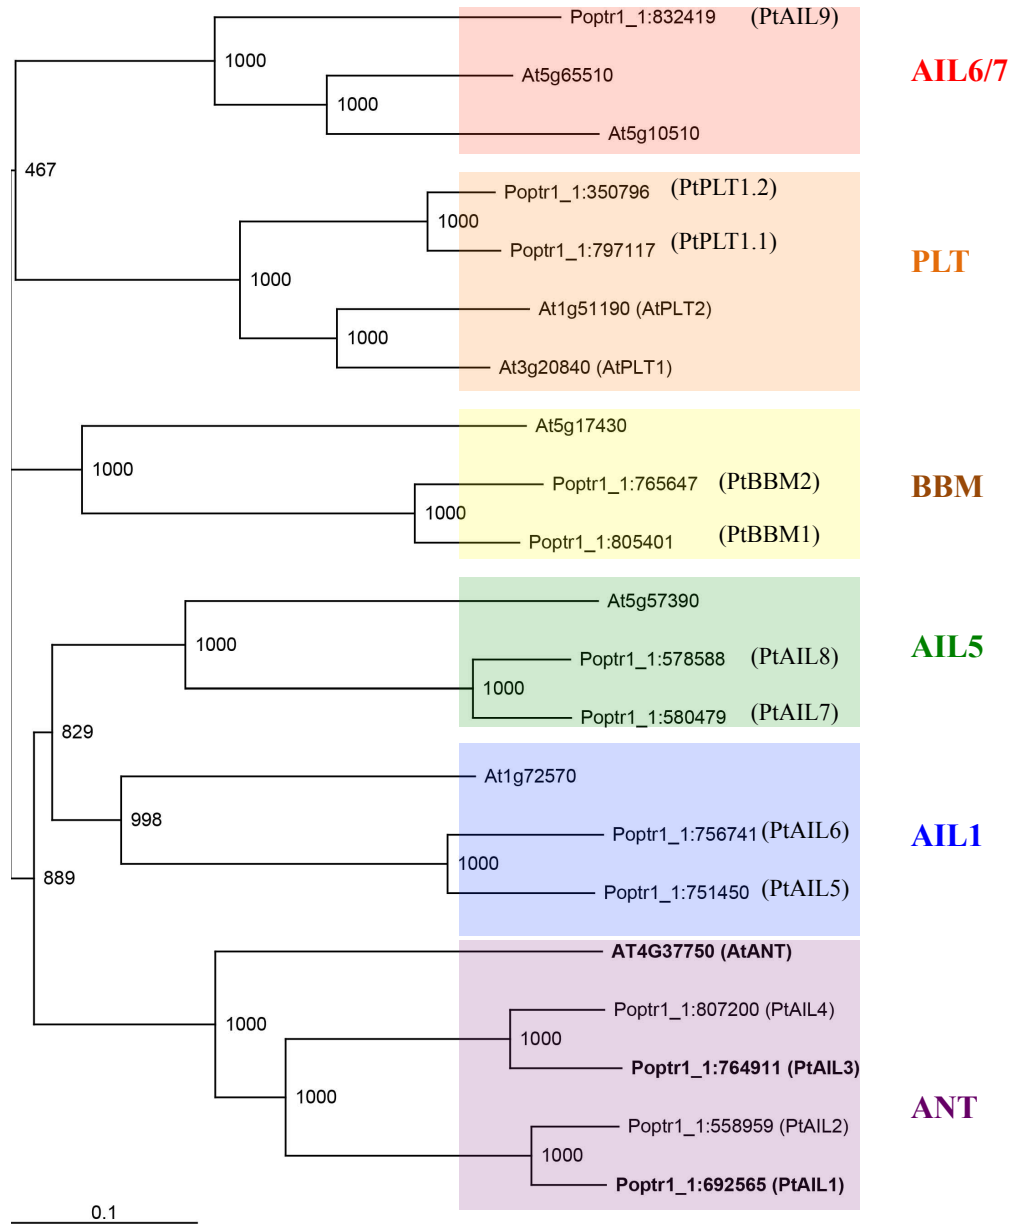 Poptr1_1:832419 (PtAIL9)
1000
AIL6/7
At5g65510
1000
At5g10510
467
Poptr1_1:350796 (PtPLT1.2)
1000
Poptr1_1:797117 (PtPLT1.1)
PLT
1000
At1g51190 (AtPLT2)
1000
At3g20840 (AtPLT1)
At5g17430
1000
Poptr1_1:765647 (PtBBM2)
BBM
1000
Poptr1_1:805401 (PtBBM1)
At5g57390
1000
AIL5
Poptr1_1:578588 (PtAIL8)
1000
Poptr1_1:580479 (PtAIL7)
829
At1g72570
998
Poptr1_1:756741 (PtAIL6)
AIL1
1000
889
Poptr1_1:751450 (PtAIL5)
AT4G37750 (AtANT)
Poptr1_1:807200 (PtAIL4)
1000
1000
Poptr1_1:764911 (PtAIL3)
1000
ANT
Poptr1_1:558959 (PtAIL2)
1000
Poptr1_1:692565 (PtAIL1)
0.1